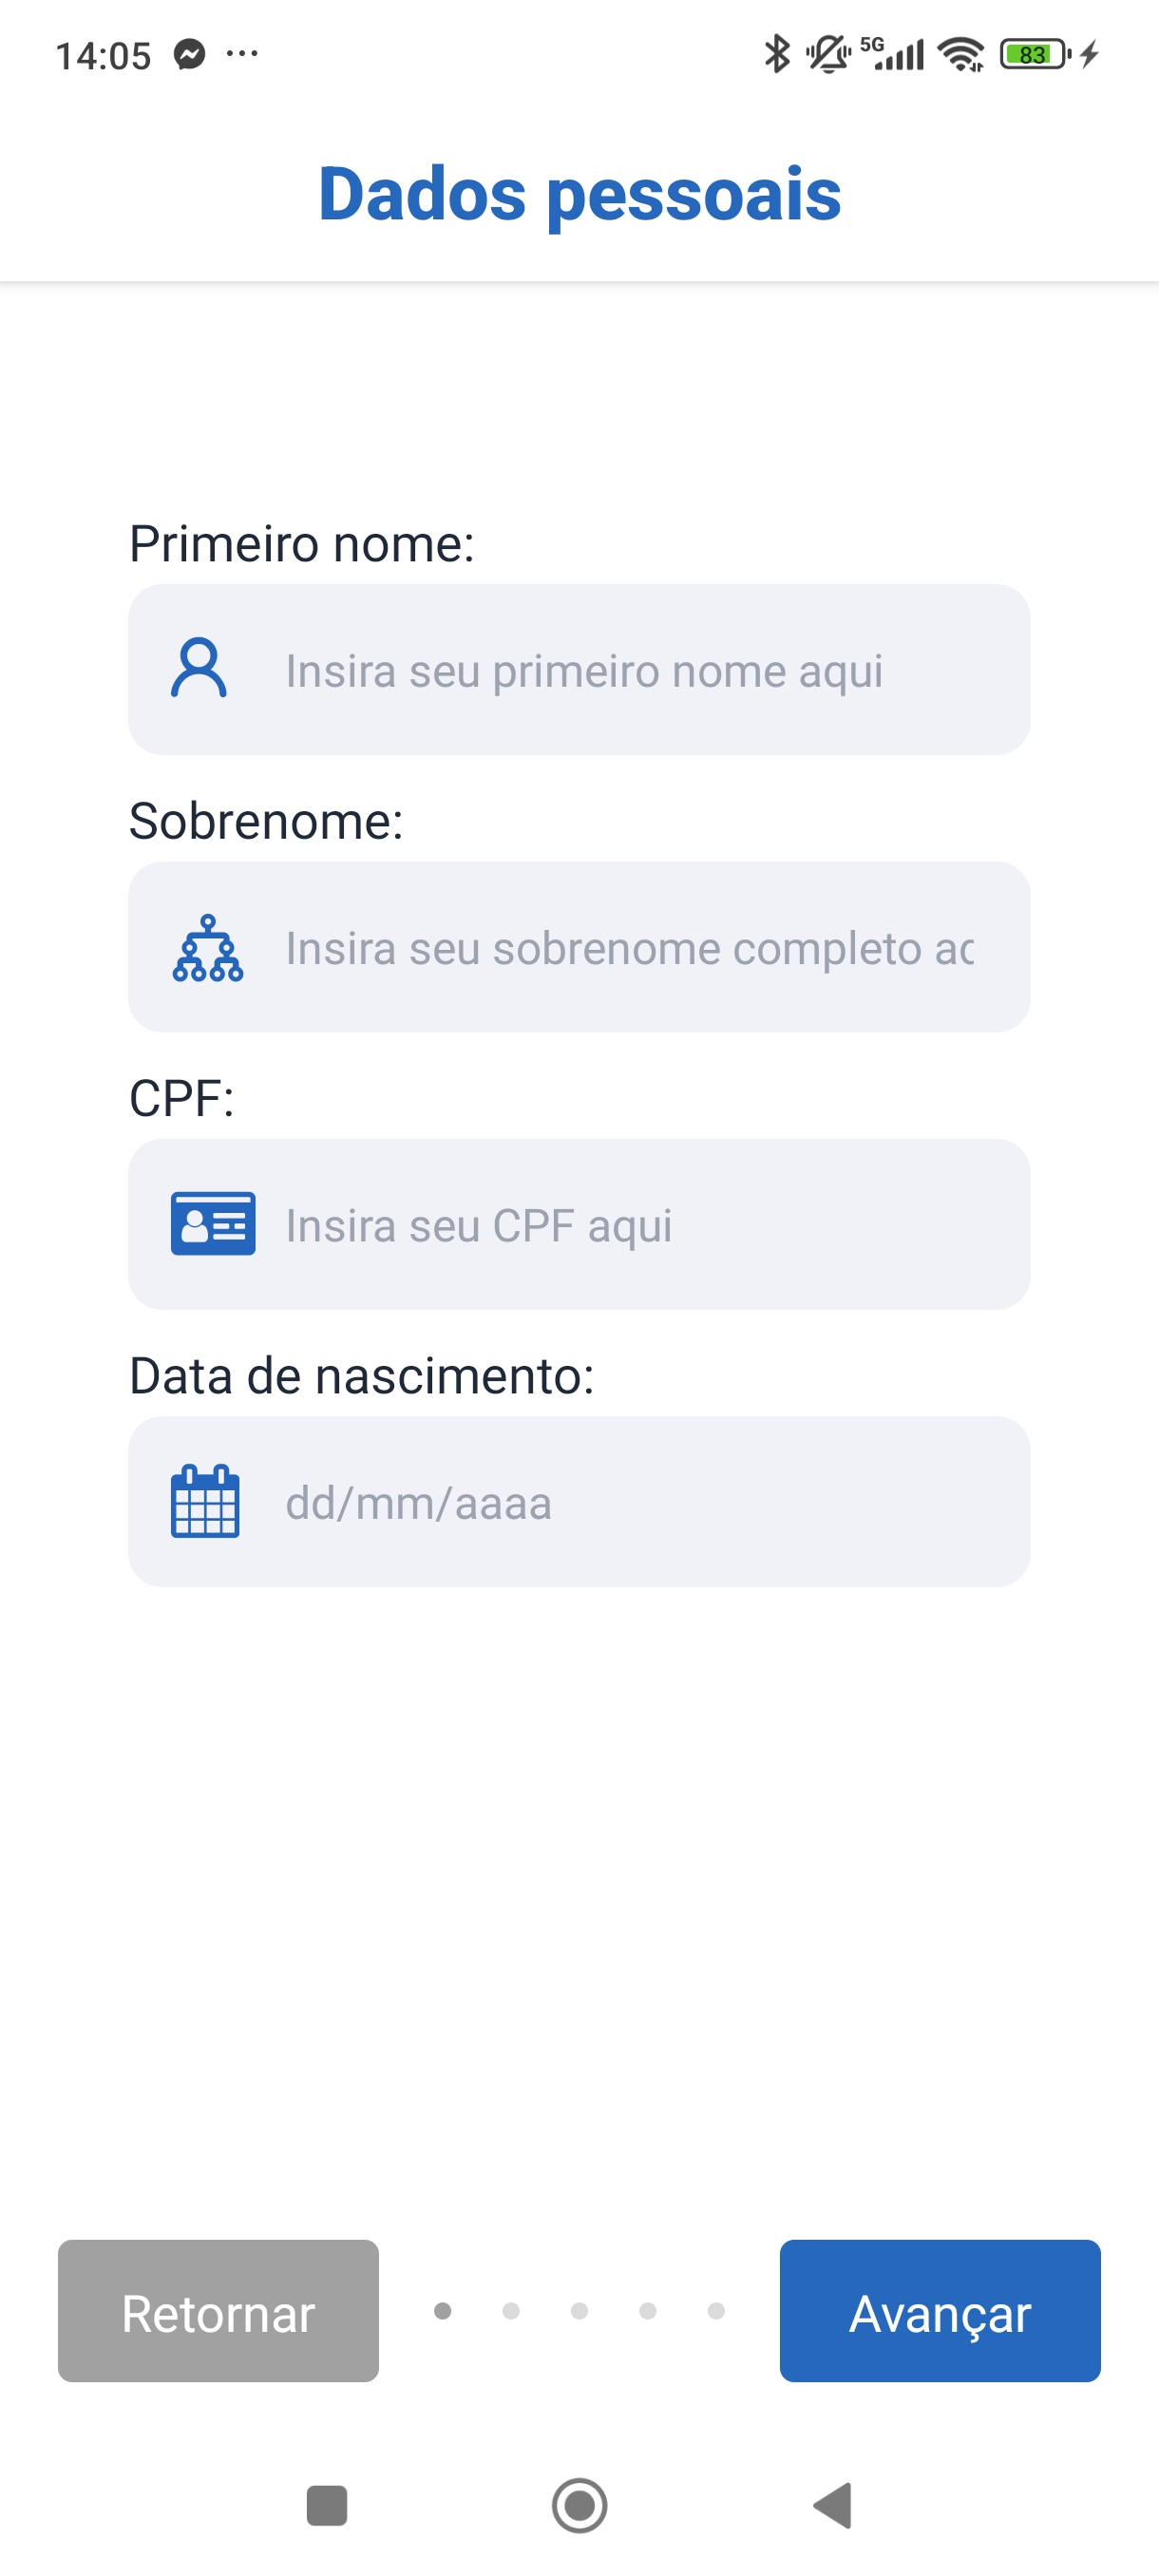 14:05
5G
83
Dados pessoais
Primeiro nome:
Insira seu primeiro nome aqui
Sobrenome:
Insira seu sobrenome completo
CPF:
Insira seu CPF aqui
Data de nascimento:
dd/mm/aaaa
Retornar
Avançar